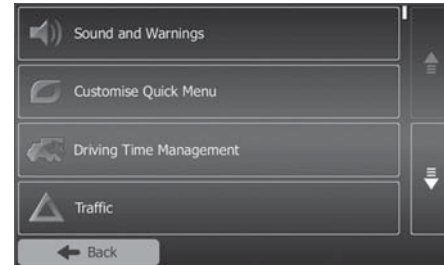 Sound and Warnings
Customise Quick Menu
Driving Time Management
Traffic
Back